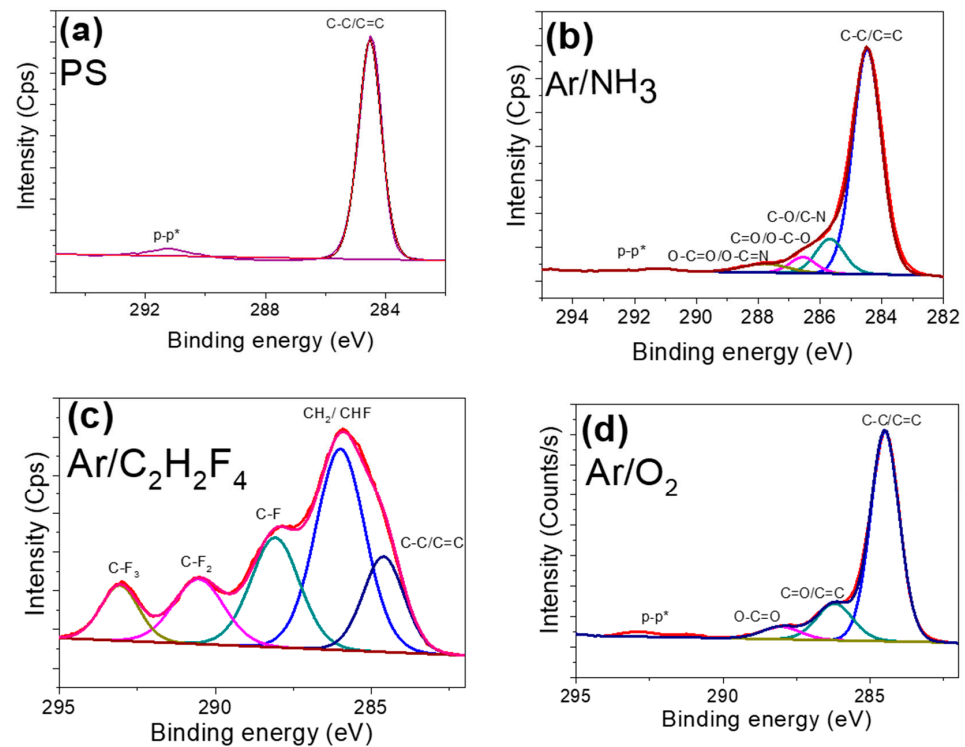 (a)
PS
C-C/C=C
p-p*
Intensity (Cps)
292 288 284
Binding energy (eV)
(b)
Ar/NH3
C-C/C=C
C-O/C-N
C=O/O-C-O
O-C=O/O-C=N
p-p*
Intensity (Cps)
294 292 290 288 286 284 282
Binding energy (eV)
(c)
Ar/C2H2F4
CH2/ CHF
C-F
C-C/C=C
C-F3
C-F2
Intensity (Cps)
295 290 285
Binding energy (eV)
(d)
Ar/O2
C-C/C=C
C=O/C=C
O-C=O
p-p*
Intensity (Counts/s)
295 290 285
Binding energy (eV)